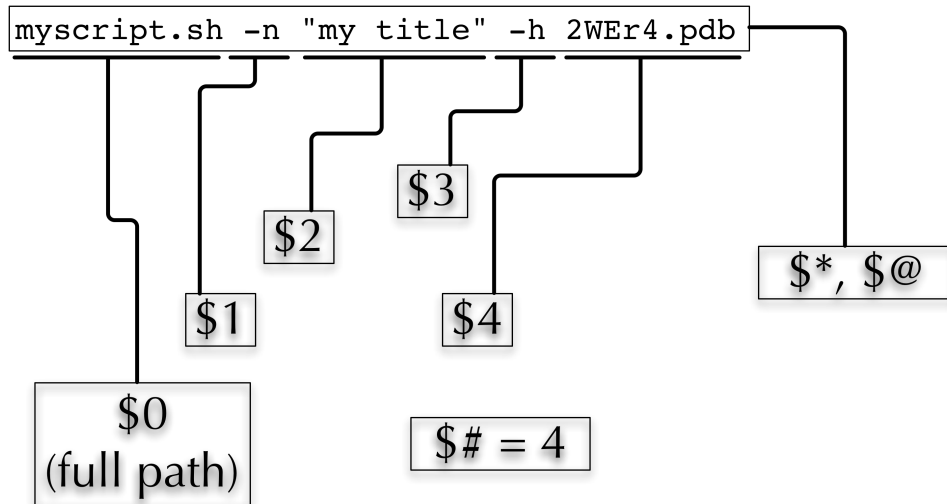 myscript.sh -n "my title" -h 2WEr4.pdb
$3
$2
$*, $@
$1
$4
$0
(full path)
$# = 4